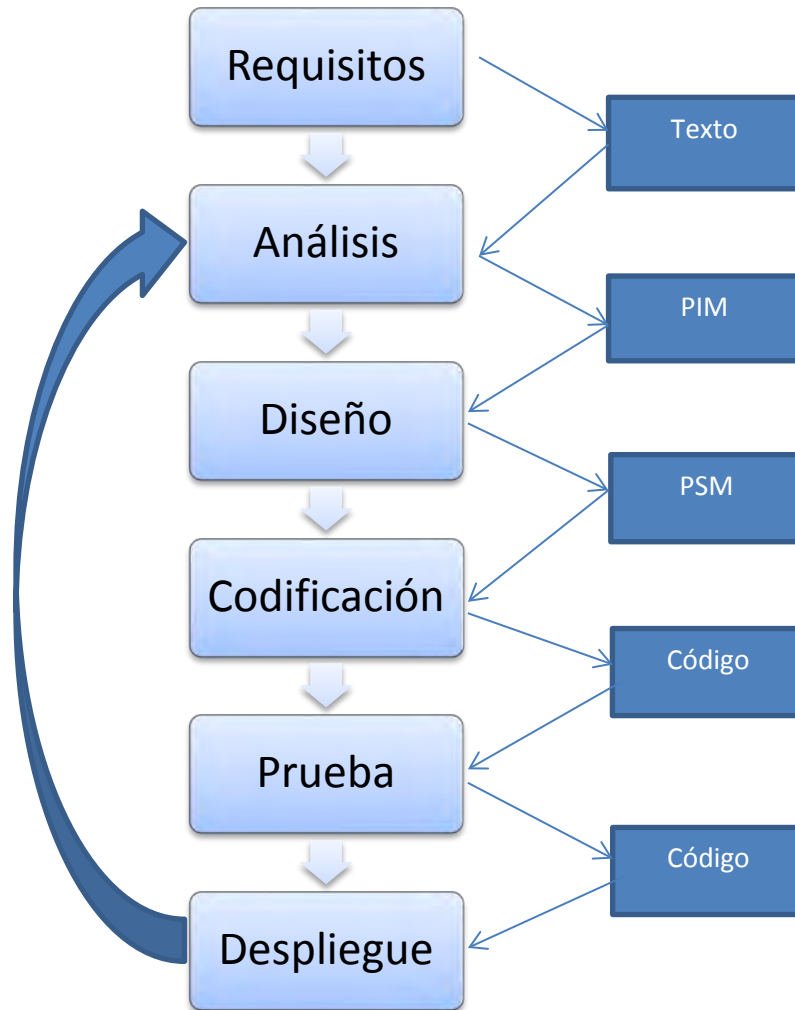 Requisitos
Texto
Análisis
PIM
Diseño
PSM
Codificación
Código
Prueba
Código
Despliegue